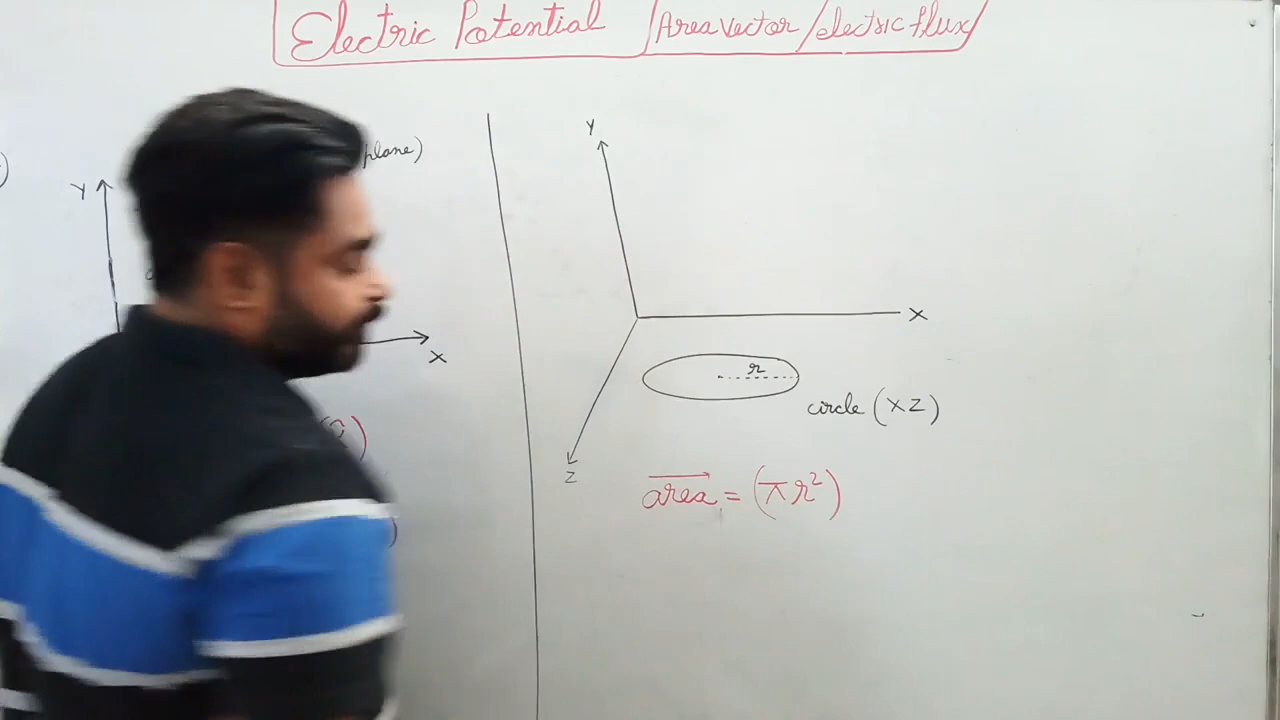 Electric Potential / Area vector / electric flux
plane)
Y
X
Y
X
Z
r
circle (XZ)
area = (πr²)